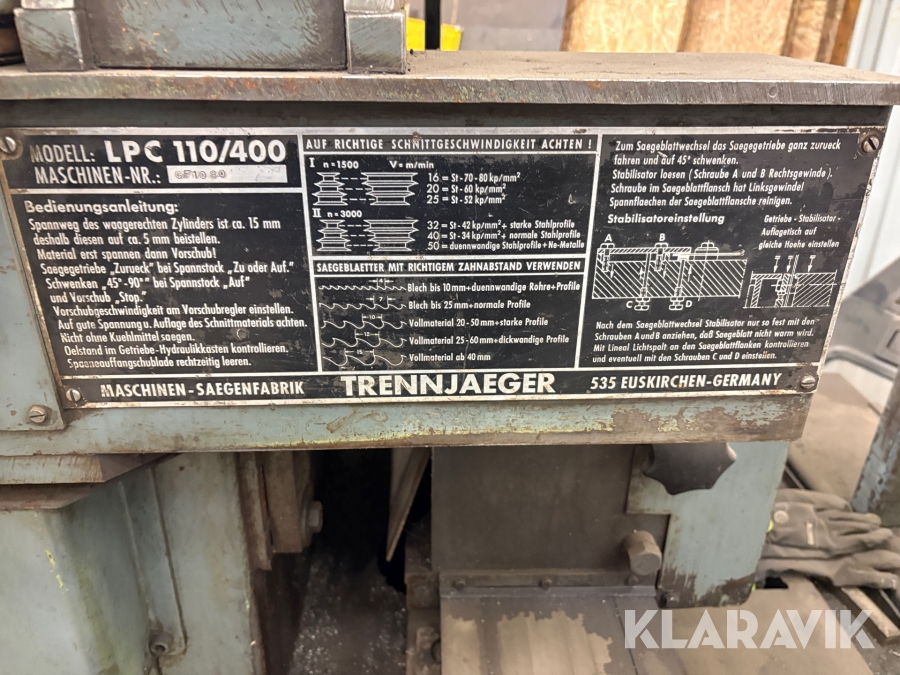 MODELL: LPC 110/400
MASCHINEN-NR.:
Bedienungsanleitung:
Spannweg des waagerechten Zylinders ist ca. 15 mm
deshalb diesen auf ca. 5 mm beistellen.
Material erst spannen dann Vorschub!
Saegegetriebe „Zurueck" bei Spannstock „Zu oder Auf."
Schwenken „45°-90°" bei Spannstock „Auf"
und Vorschub „Stop."
Vorschubgeschwindigkeit am Vorschubregler einstellen.
Auf gute Spannung u. Auflage des Schnittmaterials achten.
Nicht ohne Kuehlmittel saegen.
Oelstand im Getriebe-Hydraulikkasten kontrollieren.
Spaeneauffangschublade rechtzeitig leeren.
AUF RICHTIGE SCHNITTGESCHWINDIGKEIT ACHTEN !
I n=1500 V=m/min
16 = St-70-80 kp/mm²
20 = St-60 kp/mm²
25 = St-52 kp/mm²
II n=3000
32 = St-42 kp/mm²+ starke Stahlprofile
40 = St-34 kp/mm²+ normale Stahlprofile
50 = duennwandige Stahlprofile + Ne-Metalle
SAEGEBLAETTER MIT RICHTIGEM ZAHNABSTAND VERWENDEN
Blech bis 10 mm+duennwandige Rohre+Profile
Blech bis 25 mm+normale Profile
Vollmaterial 20-50 mm+starke Profile
Vollmaterial 25-60 mm+dickwandige Profile
Vollmaterial ab 40 mm
Zum Saegeblattwechsel das Saegegetriebe ganz zurueck
fahren und auf 45° schwenken.
Stabilisator loesen (Schraube A und B Rechtsgewinde).
Schraube im Saegeblattflansch hat Linksgewinde!
Spannflaechen der Saegeblattflansche reinigen.
Stabilisatoreinstellung
Getriebe - Stabilisator -
Auflagetisch auf
gleiche Hoehe einstellen
A B
C D
Nach dem Saegeblattwechsel Stabilisator nur so fest mit den
Schrauben A und B anziehen, daß Saegeblatt nicht warm wird.
Mit Lineal Lichtspalt an den Saegeblattflanken kontrollieren
und eventuell mit den Schrauben C und D einstellen.
MASCHINEN-SAEGENFABRIK TRENNJAEGER 535 EUSKIRCHEN-GERMANY
KLARAVIK